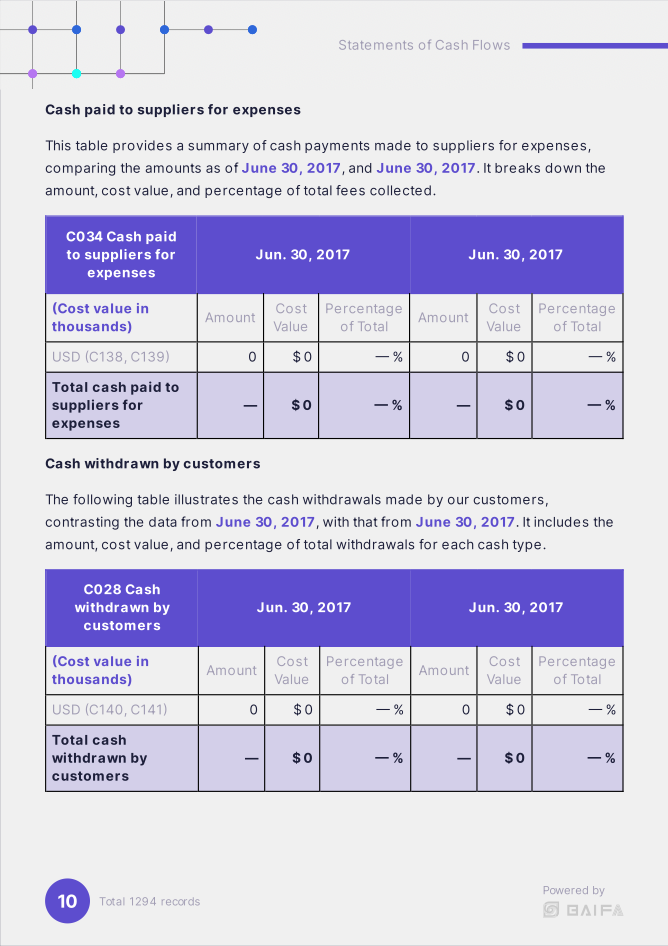 Statements of Cash Flows
Cash paid to suppliers for expenses
This table provides a summary of cash payments made to suppliers for expenses,
comparing the amounts as of June 30, 2017, and June 30, 2017. It breaks down the
amount, cost value, and percentage of total fees collected.
C034 Cash paid
to suppliers for
expenses
Jun. 30, 2017
Jun. 30, 2017
(Cost value in
thousands)
Amount
Cost
Value
Percentage
of Total
Amount
Cost
Value
Percentage
of Total
USD (C138, C139) 0 $ 0 — % 0 $ 0 — %
Total cash paid to
suppliers for
expenses
— $ 0 — % — $ 0 — %
Cash withdrawn by customers
The following table illustrates the cash withdrawals made by our customers,
contrasting the data from June 30, 2017, with that from June 30, 2017. It includes the
amount, cost value, and percentage of total withdrawals for each cash type.
C028 Cash
withdrawn by
customers
Jun. 30, 2017
Jun. 30, 2017
(Cost value in
thousands)
Amount
Cost
Value
Percentage
of Total
Amount
Cost
Value
Percentage
of Total
USD (C140, C141) 0 $ 0 — % 0 $ 0 — %
Total cash
withdrawn by
customers
— $ 0 — % — $ 0 — %
10
Total 1294 records
Powered by
BAIFA